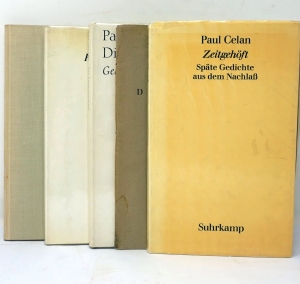 Pa
Di
Ge
D
Paul Celan
Zeitgehöft
Späte Gedichte
aus dem Nachlaß
Suhrkamp